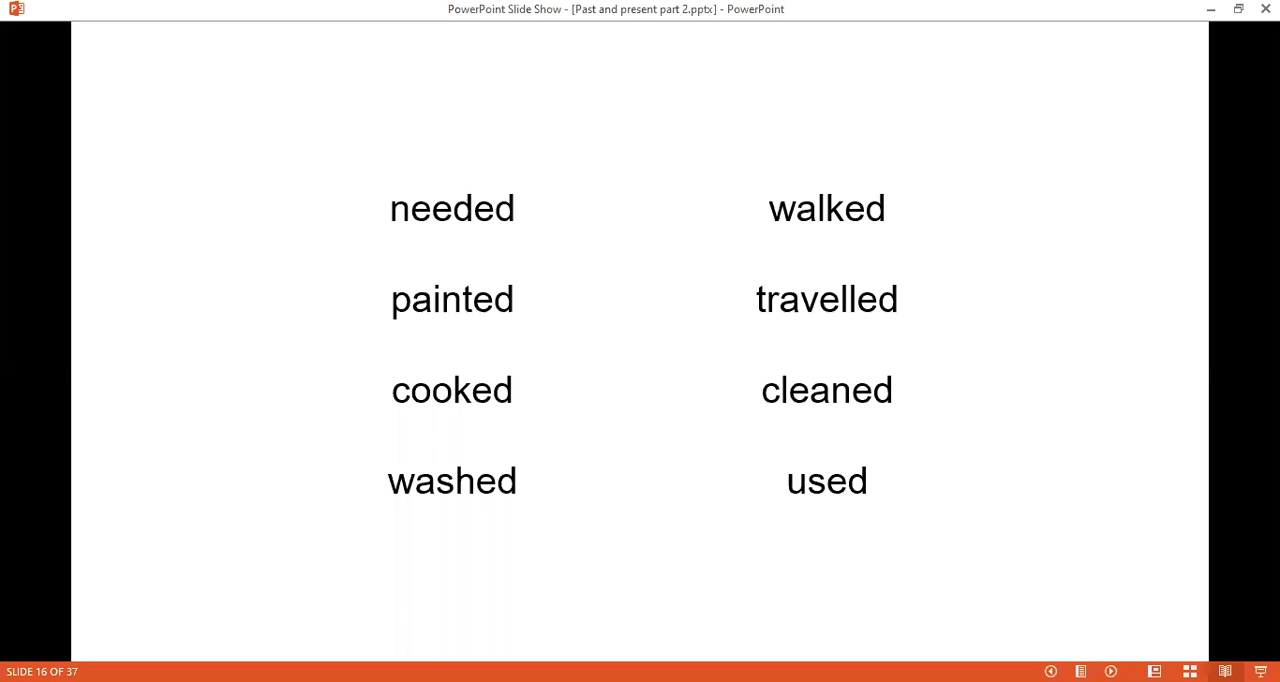 PowerPoint Slide Show - [Past and present part 2.pptx] - PowerPoint
needed walked
painted travelled
cooked cleaned
washed used
SLIDE 16 OF 37